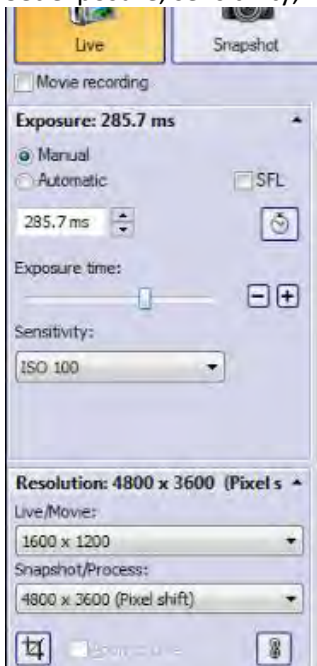 Live Snapshot
Movie recording
Exposure: 285.7 ms
Manual
Automatic SFL
285.7 ms
Exposure time:
Sensitivity:
ISO 100
Resolution: 4800 x 3600 (Pixel s
Live/Movie:
1600 x 1200
Snapshot/Process:
4800 x 3600 (Pixel shift)